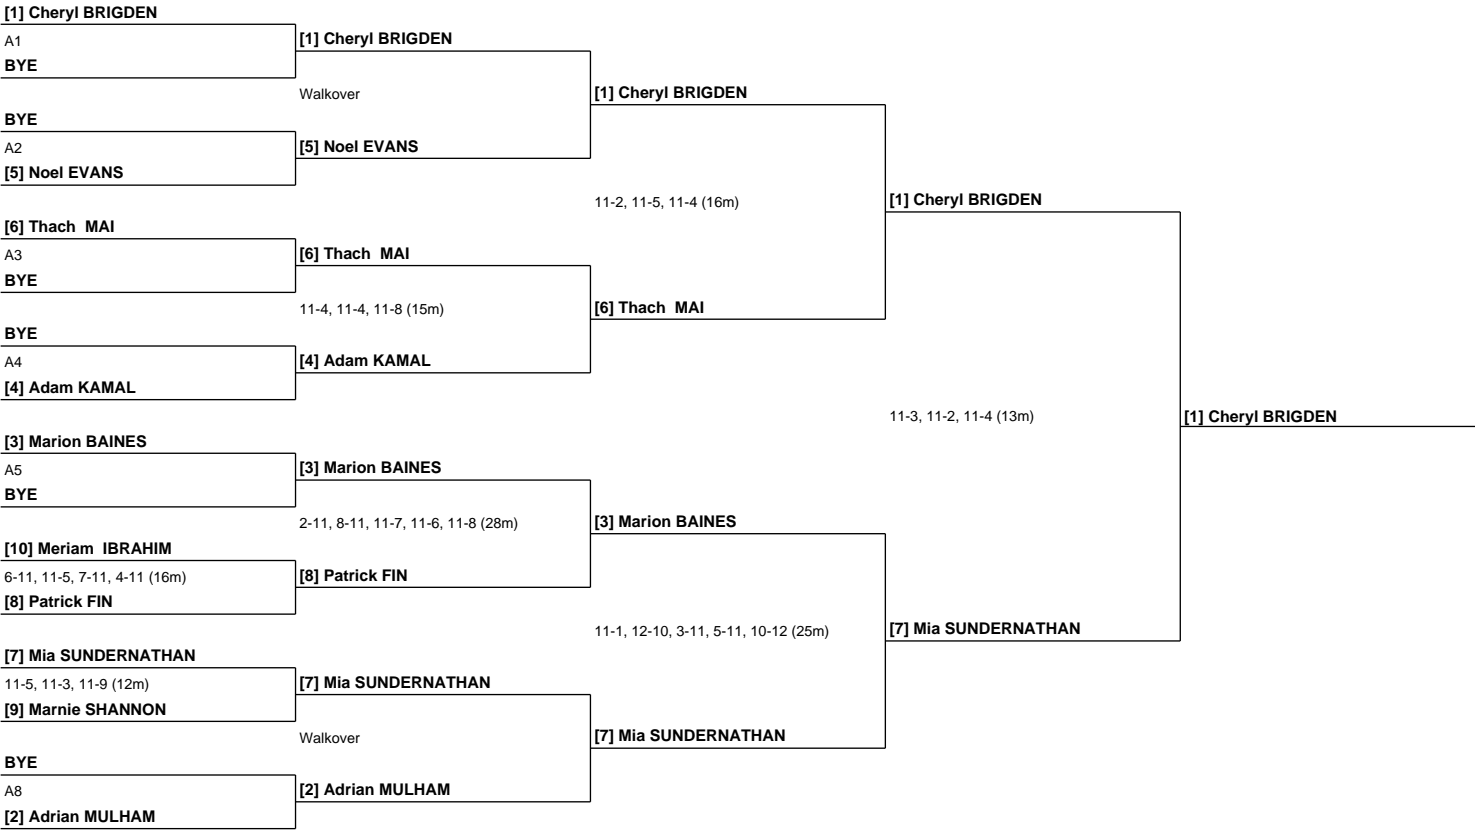 [1] Cheryl BRIGDEN
A1
BYE
[1] Cheryl BRIGDEN
Walkover
[1] Cheryl BRIGDEN
BYE
A2
[5] Noel EVANS
[5] Noel EVANS
11-2, 11-5, 11-4 (16m)
[1] Cheryl BRIGDEN
[6] Thach MAI
A3
BYE
[6] Thach MAI
11-4, 11-4, 11-8 (15m)
[6] Thach MAI
BYE
A4
[4] Adam KAMAL
[4] Adam KAMAL
11-3, 11-2, 11-4 (13m)
[1] Cheryl BRIGDEN
[3] Marion BAINES
A5
BYE
[3] Marion BAINES
2-11, 8-11, 11-7, 11-6, 11-8 (28m)
[3] Marion BAINES
[10] Meriam IBRAHIM
6-11, 11-5, 7-11, 4-11 (16m)
[8] Patrick FIN
[8] Patrick FIN
11-1, 12-10, 3-11, 5-11, 10-12 (25m)
[7] Mia SUNDERNATHAN
[7] Mia SUNDERNATHAN
11-5, 11-3, 11-9 (12m)
[9] Marnie SHANNON
[7] Mia SUNDERNATHAN
Walkover
[7] Mia SUNDERNATHAN
BYE
A8
[2] Adrian MULHAM
[2] Adrian MULHAM